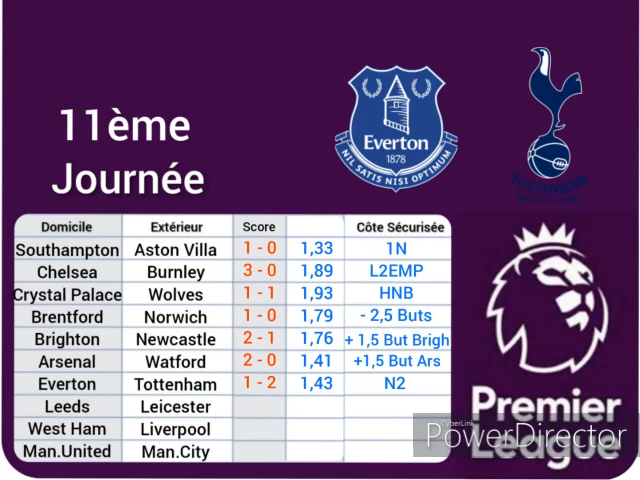 11ème
Journée
Everton
1878
NIL SATIS NISI OPTIMUM
TOTTENHAM
Domicile Extérieur Score Côte Sécurisée
Southampton Aston Villa 1 - 0 1,33 1N
Chelsea Burnley 3 - 0 1,89 L2EMP
Crystal Palace Wolves 1 - 1 1,93 HNB
Brentford Norwich 1 - 0 1,79 - 2,5 Buts
Brighton Newcastle 2 - 1 1,76 + 1,5 But Brigh
Arsenal Watford 2 - 0 1,41 +1,5 But Ars
Everton Tottenham 1 - 2 1,43 N2
Leeds Leicester
West Ham Liverpool
Man.United Man.City
Premier
League
CyberLink
PowerDirector